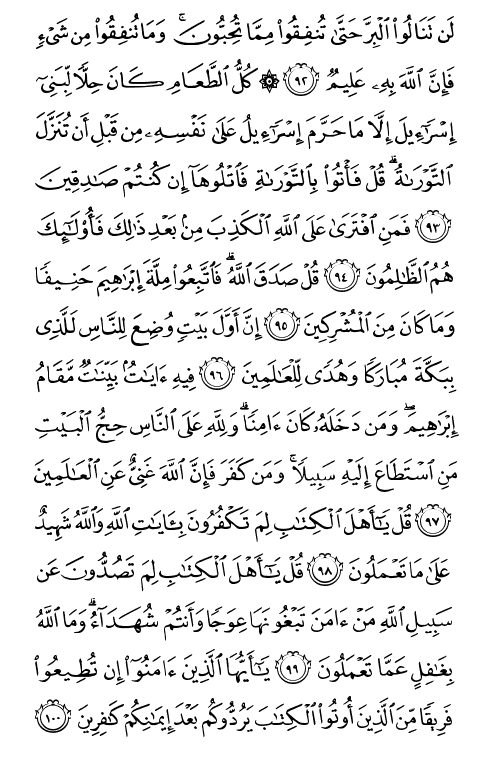 لَن تَنَالُوا۟ ٱلْبِرَّ حَتَّىٰ تُنفِقُوا۟ مِمَّا تُحِبُّونَ ۚ وَمَا تُنفِقُوا۟ مِن شَىْءٍ
فَإِنَّ ٱللَّهَ بِهِۦ عَلِيمٌ ﴿٩٢﴾ ۞ كُلُّ ٱلطَّعَامِ كَانَ حِلًّا لِّبَنِىٓ
إِسْرَٰٓءِيلَ إِلَّا مَا حَرَّمَ إِسْرَٰٓءِيلُ عَلَىٰ نَفْسِهِۦ مِن قَبْلِ أَن تُنَزَّلَ
ٱلتَّوْرَىٰةُ ۗ قُلْ فَأْتُوا۟ بِٱلتَّوْرَىٰةِ فَٱتْلُوهَآ إِن كُنتُمْ صَٰدِقِينَ
﴿٩٣﴾ فَمَنِ ٱفْتَرَىٰ عَلَى ٱللَّهِ ٱلْكَذِبَ مِنۢ بَعْدِ ذَٰلِكَ فَأُو۟لَٰٓئِكَ
هُمُ ٱلظَّٰلِمُونَ ﴿٩٤﴾ قُلْ صَدَقَ ٱللَّهُ ۗ فَٱتَّبِعُوا۟ مِلَّةَ إِبْرَٰهِيمَ حَنِيفًا
وَمَا كَانَ مِنَ ٱلْمُشْرِكِينَ ﴿٩٥﴾ إِنَّ أَوَّلَ بَيْتٍ وُضِعَ لِلنَّاسِ لَلَّذِى
بِبَكَّةَ مُبَارَكًا وَهُدًى لِّلْعَٰلَمِينَ ﴿٩٦﴾ فِيهِ ءَايَٰتٌۢ بَيِّنَٰتٌ مَّقَامُ
إِبْرَٰهِيمَ ۖ وَمَن دَخَلَهُۥ كَانَ ءَامِنًا ۗ وَلِلَّهِ عَلَى ٱلنَّاسِ حِجُّ ٱلْبَيْتِ
مَنِ ٱسْتَطَاعَ إِلَيْهِ سَبِيلًا ۚ وَمَن كَفَرَ فَإِنَّ ٱللَّهَ غَنِىٌّ عَنِ ٱلْعَٰلَمِينَ
﴿٩٧﴾ قُلْ يَٰٓأَهْلَ ٱلْكِتَٰبِ لِمَ تَكْفُرُونَ بِـَٔايَٰتِ ٱللَّهِ وَٱللَّهُ شَهِيدٌ
عَلَىٰ مَا تَعْمَلُونَ ﴿٩٨﴾ قُلْ يَٰٓأَهْلَ ٱلْكِتَٰبِ لِمَ تَصُدُّونَ عَن
سَبِيلِ ٱللَّهِ مَنْ ءَامَنَ تَبْغُونَهَا عِوَجًا وَأَنتُمْ شُهَدَآءُ ۗ وَمَا ٱللَّهُ
بِغَٰفِلٍ عَمَّا تَعْمَلُونَ ﴿٩٩﴾ يَٰٓأَيُّهَا ٱلَّذِينَ ءَامَنُوٓا۟ إِن تُطِيعُوا۟
فَرِيقًا مِّنَ ٱلَّذِينَ أُوتُوا۟ ٱلْكِتَٰبَ يَرُدُّوكُم بَعْدَ إِيمَٰنِكُمْ كَٰفِرِينَ ﴿١٠٠﴾